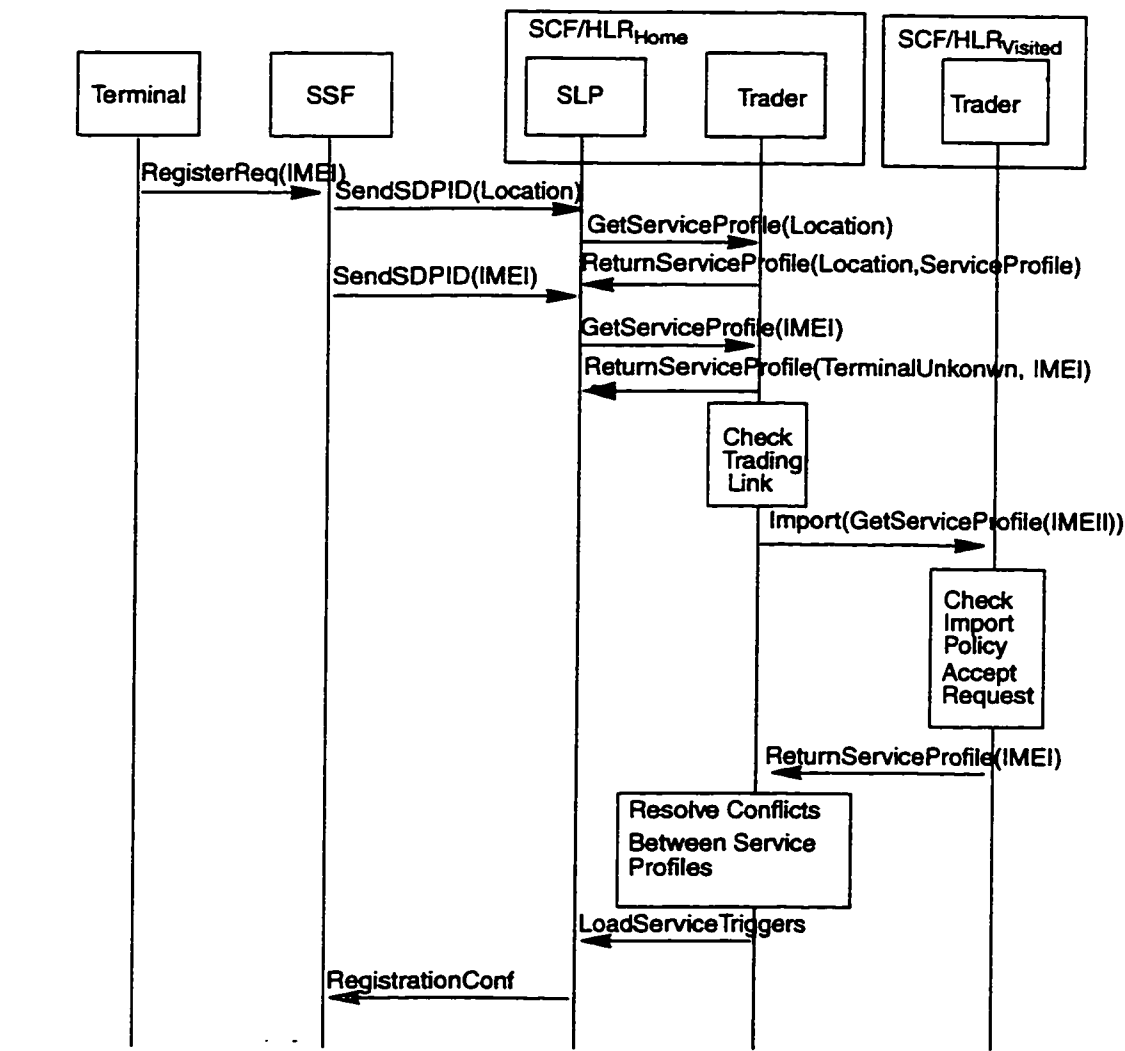 SCF/HLRHome
SCF/HLRVisited
Terminal
SSF
SLP
Trader
Trader
RegisterReq(IMEI)
SendSDPID(Location)
GetServiceProfile(Location)
ReturnServiceProfile(Location,ServiceProfile)
SendSDPID(IMEI)
GetServiceProfile(IMEI)
ReturnServiceProfile(TerminalUnkonwn, IMEI)
Check
Trading
Link
Import(GetServiceProfile(IMEII))
Check
Import
Policy
Accept
Request
ReturnServiceProfile(IMEI)
Resolve Conflicts
Between Service
Profiles
LoadServiceTriggers
RegistrationConf